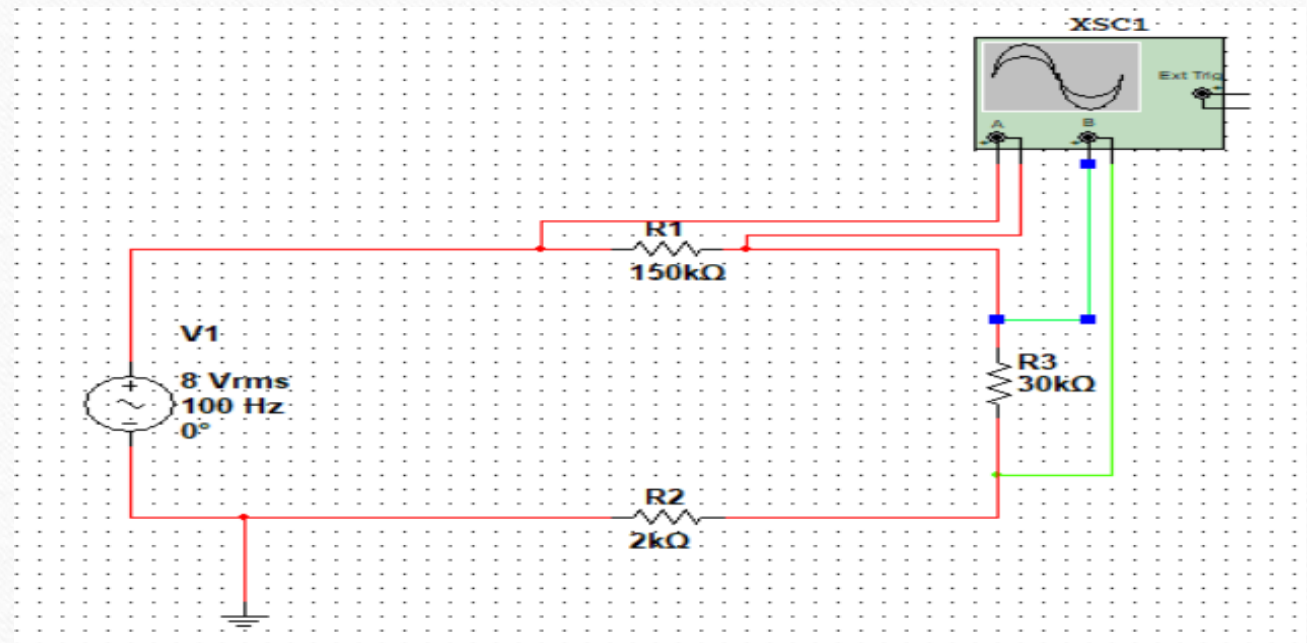 XSC1
Ext Trig
A
B
R1
150kΩ
V1
8 Vrms
100 Hz
0°
R3
30kΩ
R2
2kΩ